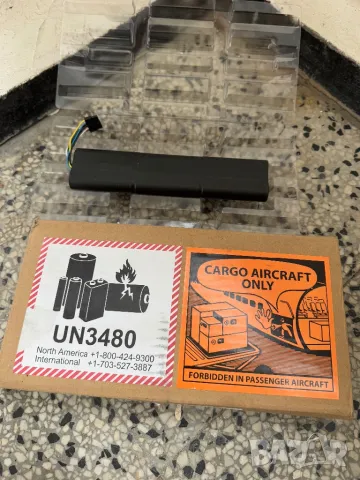 UN3480
North America +1-800-424-9300
International +1-703-527-3887
CARGO AIRCRAFT
ONLY
FORBIDDEN IN PASSENGER AIRCRAFT
BAZAR